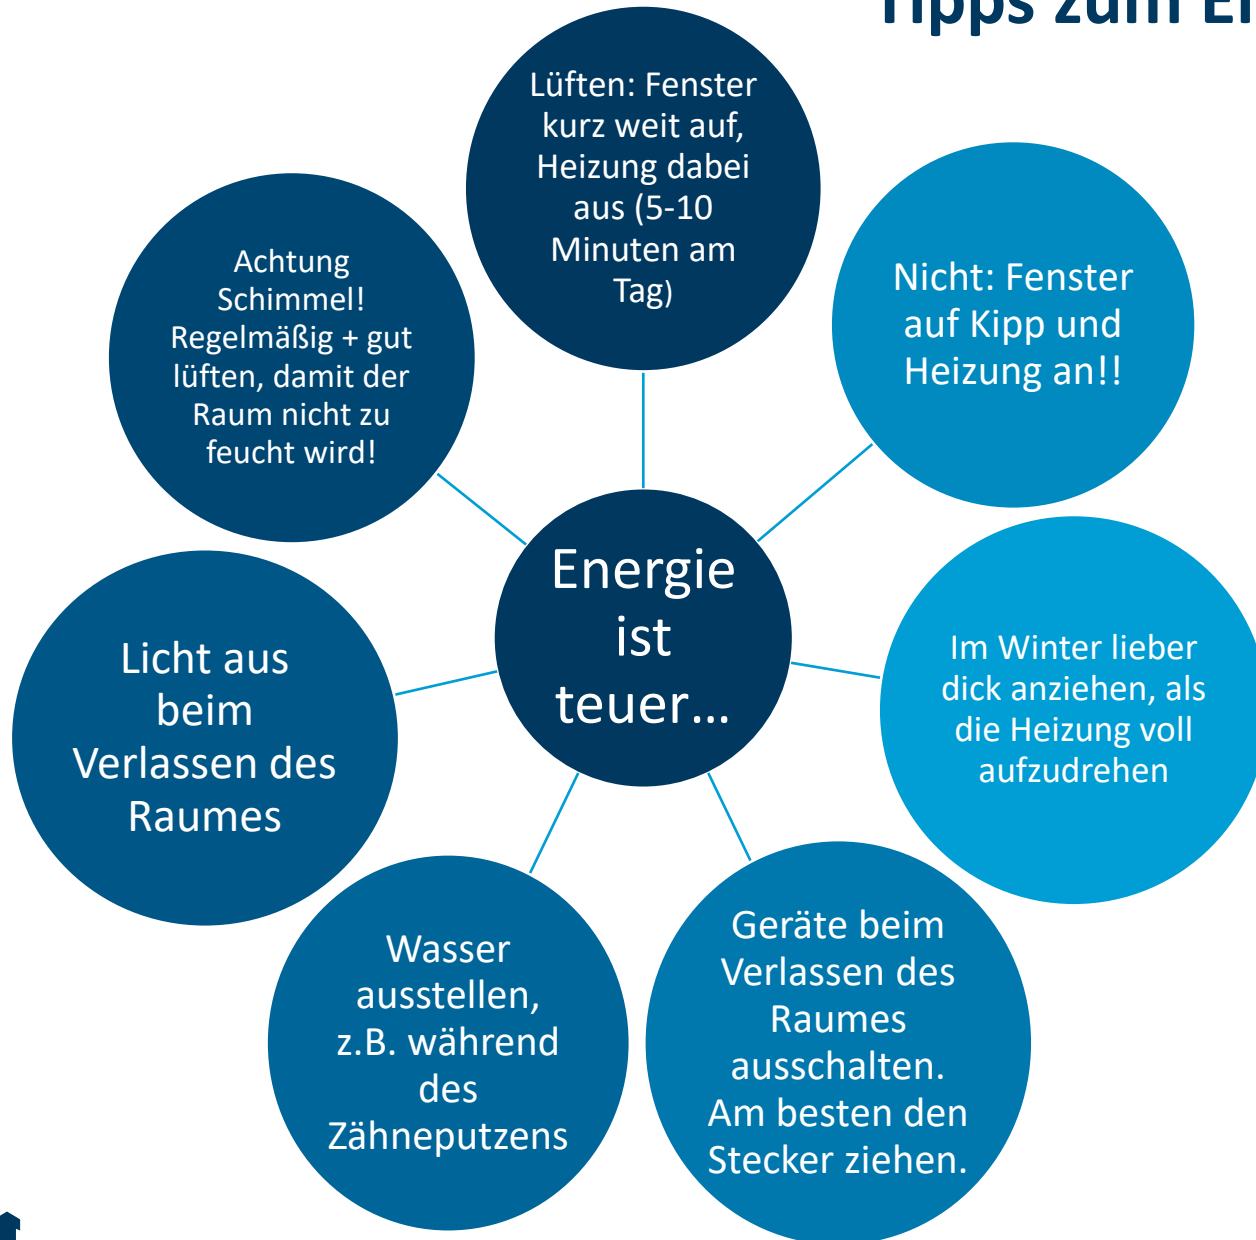 Tipps zum
Lüften: Fenster
kurz weit auf,
Heizung dabei
aus (5-10
Minuten am
Tag)
Nicht: Fenster
auf Kipp und
Heizung an!!
Im Winter lieber
dick anziehen, als
die Heizung voll
aufzudrehen
Geräte beim
Verlassen des
Raumes
ausschalten.
Am besten den
Stecker ziehen.
Wasser
ausstellen,
z.B. während
des
Zähneputzens
Licht aus
beim
Verlassen des
Raumes
Achtung
Schimmel!
Regelmäßig + gut
lüften, damit der
Raum nicht zu
feucht wird!
Energie
ist
teuer...